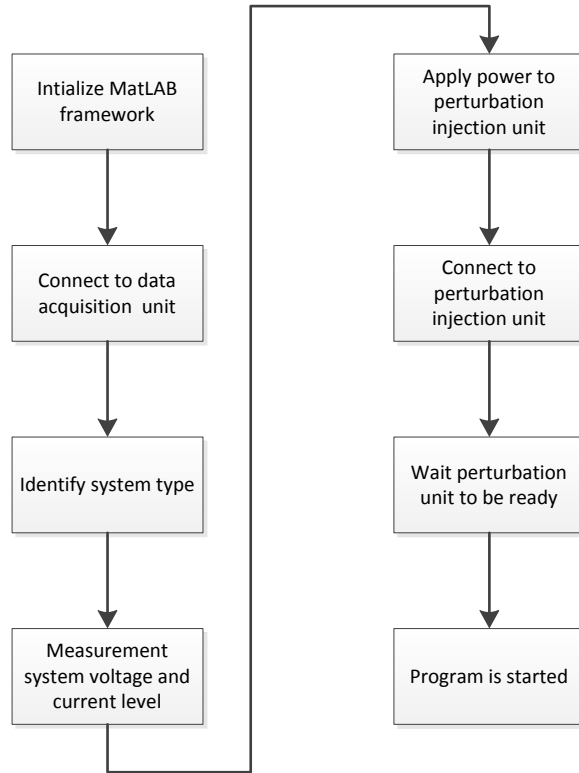 Intialize MatLAB
framework
Connect to data
acquisition unit
Identify system type
Measurement
system voltage and
current level
Apply power to
perturbation
injection unit
Connect to
perturbation
injection unit
Wait perturbation
unit to be ready
Program is started